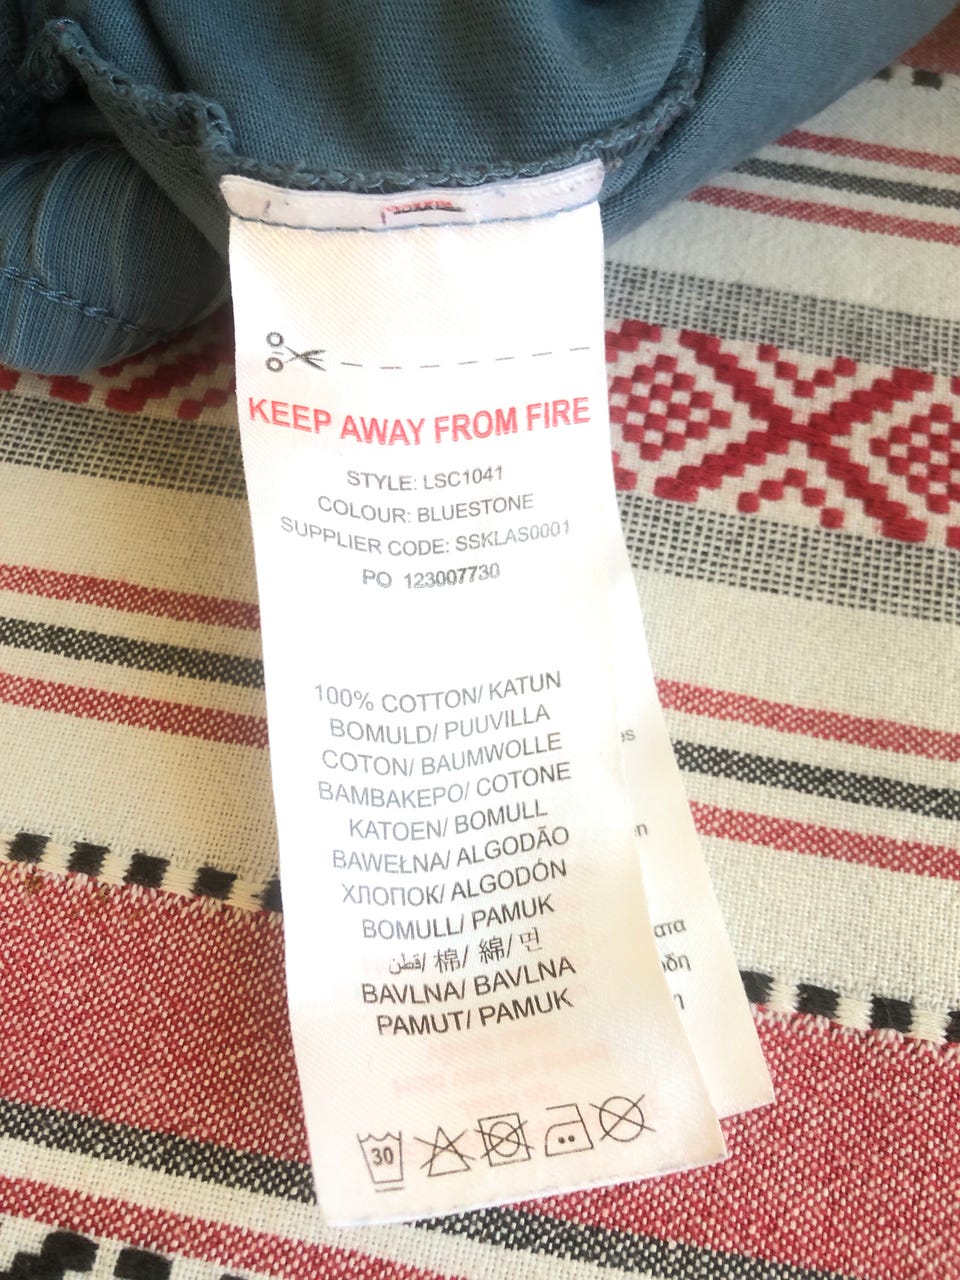 KEEP AWAY FROM FIRE
STYLE: LSC1041
COLOUR: BLUESTONE
SUPPLIER CODE: SSKLAS0001
PO 123007730
100% COTTON/ KATUN
BOMULD/ PUUVILLA
COTON/ BAUMWOLLE
BAMBAKEPO/ COTONE
KATOEN/ BOMULL
BAWEŁNA/ ALGODÃO
ХЛОПОК/ ALGODÓN
BOMULL/ PAMUK
قطن/ 棉/ 綿/ 면
BAVLNA/ BAVLNA
PAMUT/ PAMUK
30